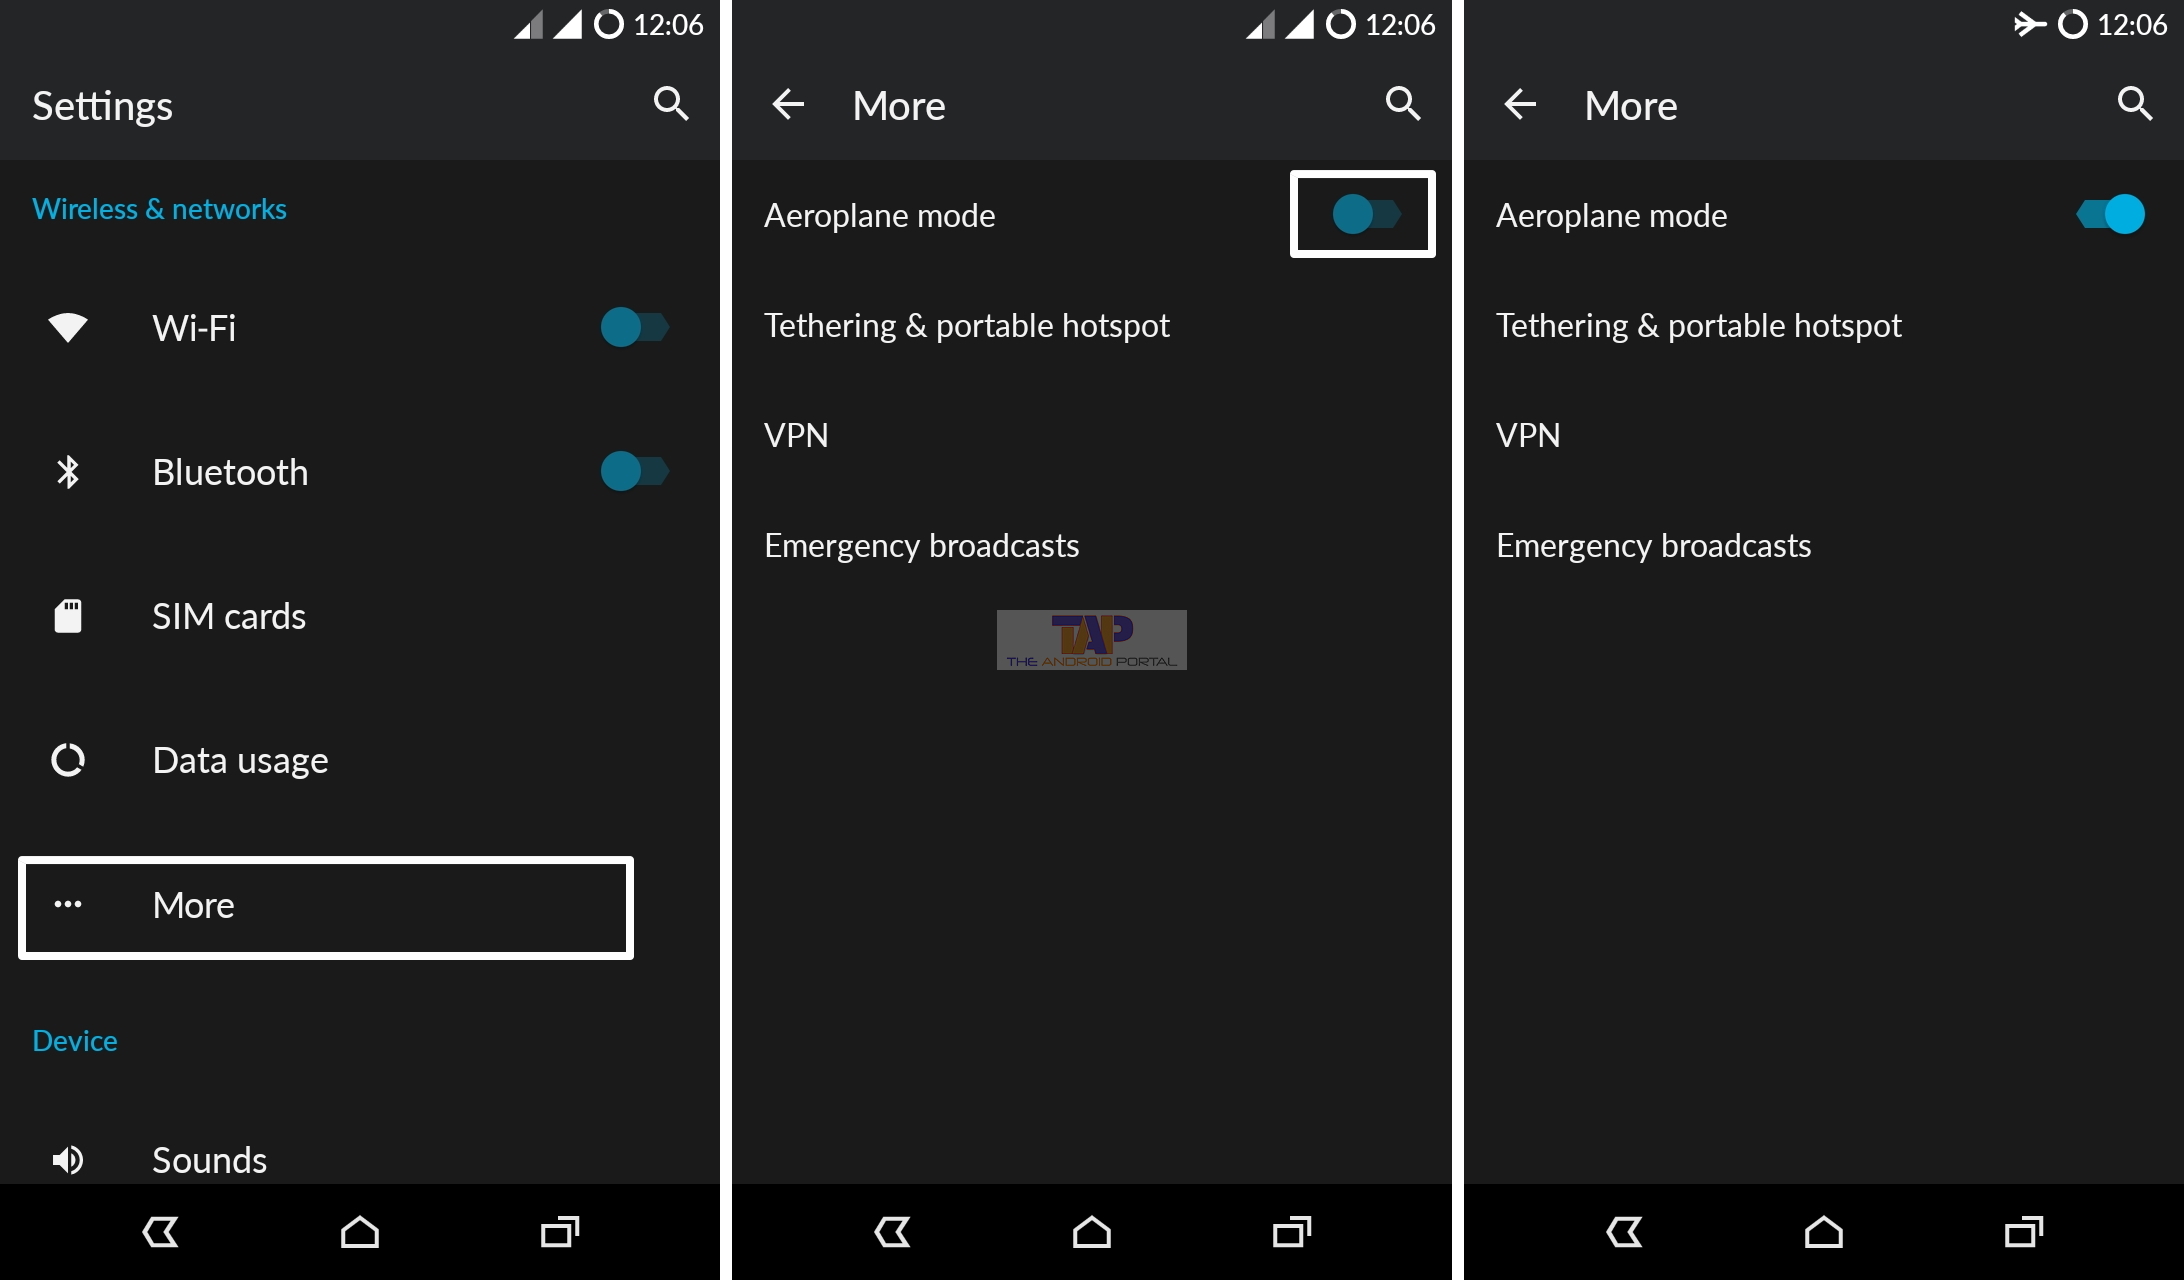 12:06
Settings
Wireless & networks
Wi-Fi
Bluetooth
SIM cards
Data usage
More
Device
Sounds
12:06
More
Aeroplane mode
Tethering & portable hotspot
VPN
Emergency broadcasts
TAP
THE ANDROID PORTAL
12:06
More
Aeroplane mode
Tethering & portable hotspot
VPN
Emergency broadcasts